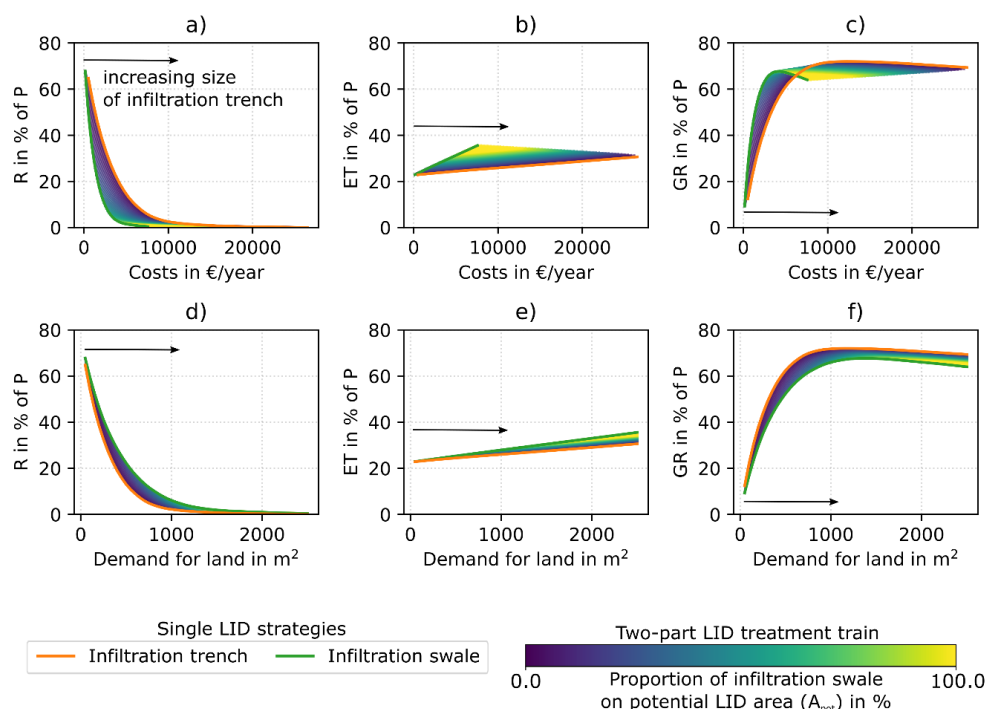 a)
b)
c)
80
60
40
20
0
R in % of P
increasing size
of infiltration trench
0
10000
20000
Costs in €/year
80
60
40
20
0
ET in % of P
0
10000
20000
Costs in €/year
80
60
40
20
0
GR in % of P
0
10000
20000
Costs in €/year
d)
e)
f)
80
60
40
20
0
R in % of P
0
1000
2000
Demand for land in m²
80
60
40
20
0
ET in % of P
0
1000
2000
Demand for land in m²
80
60
40
20
0
GR in % of P
0
1000
2000
Demand for land in m²
Single LID strategies
Infiltration trench
Infiltration swale
Two-part LID treatment train
0.0
100.0
Proportion of infiltration swale
on potential LID area (A) in %